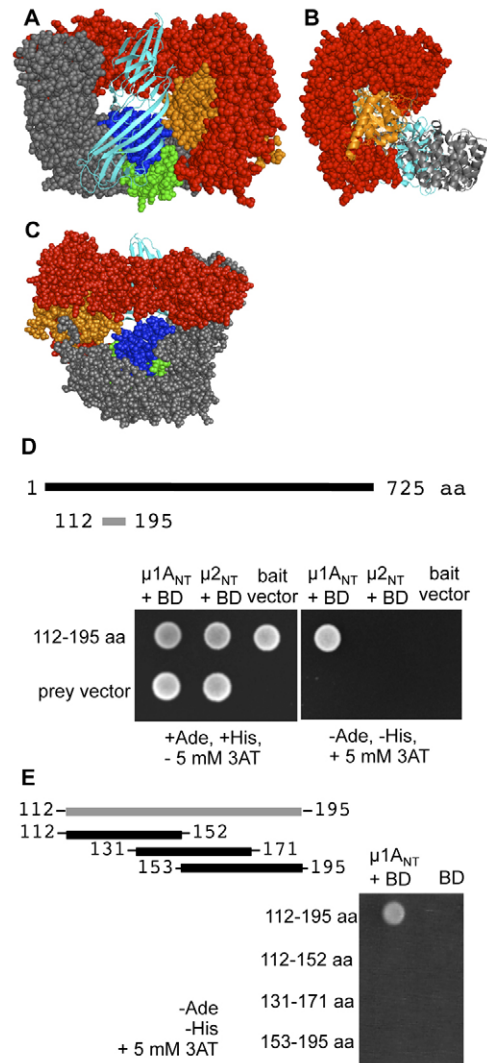 A
B
C
D
1 725 aa
112 195
µ1A_NT µ2_NT bait µ1A_NT µ2_NT bait
+ BD + BD vector + BD + BD vector
112-195 aa
prey vector
+Ade, +His, -Ade, -His,
- 5 mM 3AT + 5 mM 3AT
E
112 195
112 152
131 171
153 195
µ1A_NT
+ BD BD
112-195 aa
112-152 aa
131-171 aa
153-195 aa
-Ade
-His
+ 5 mM 3AT